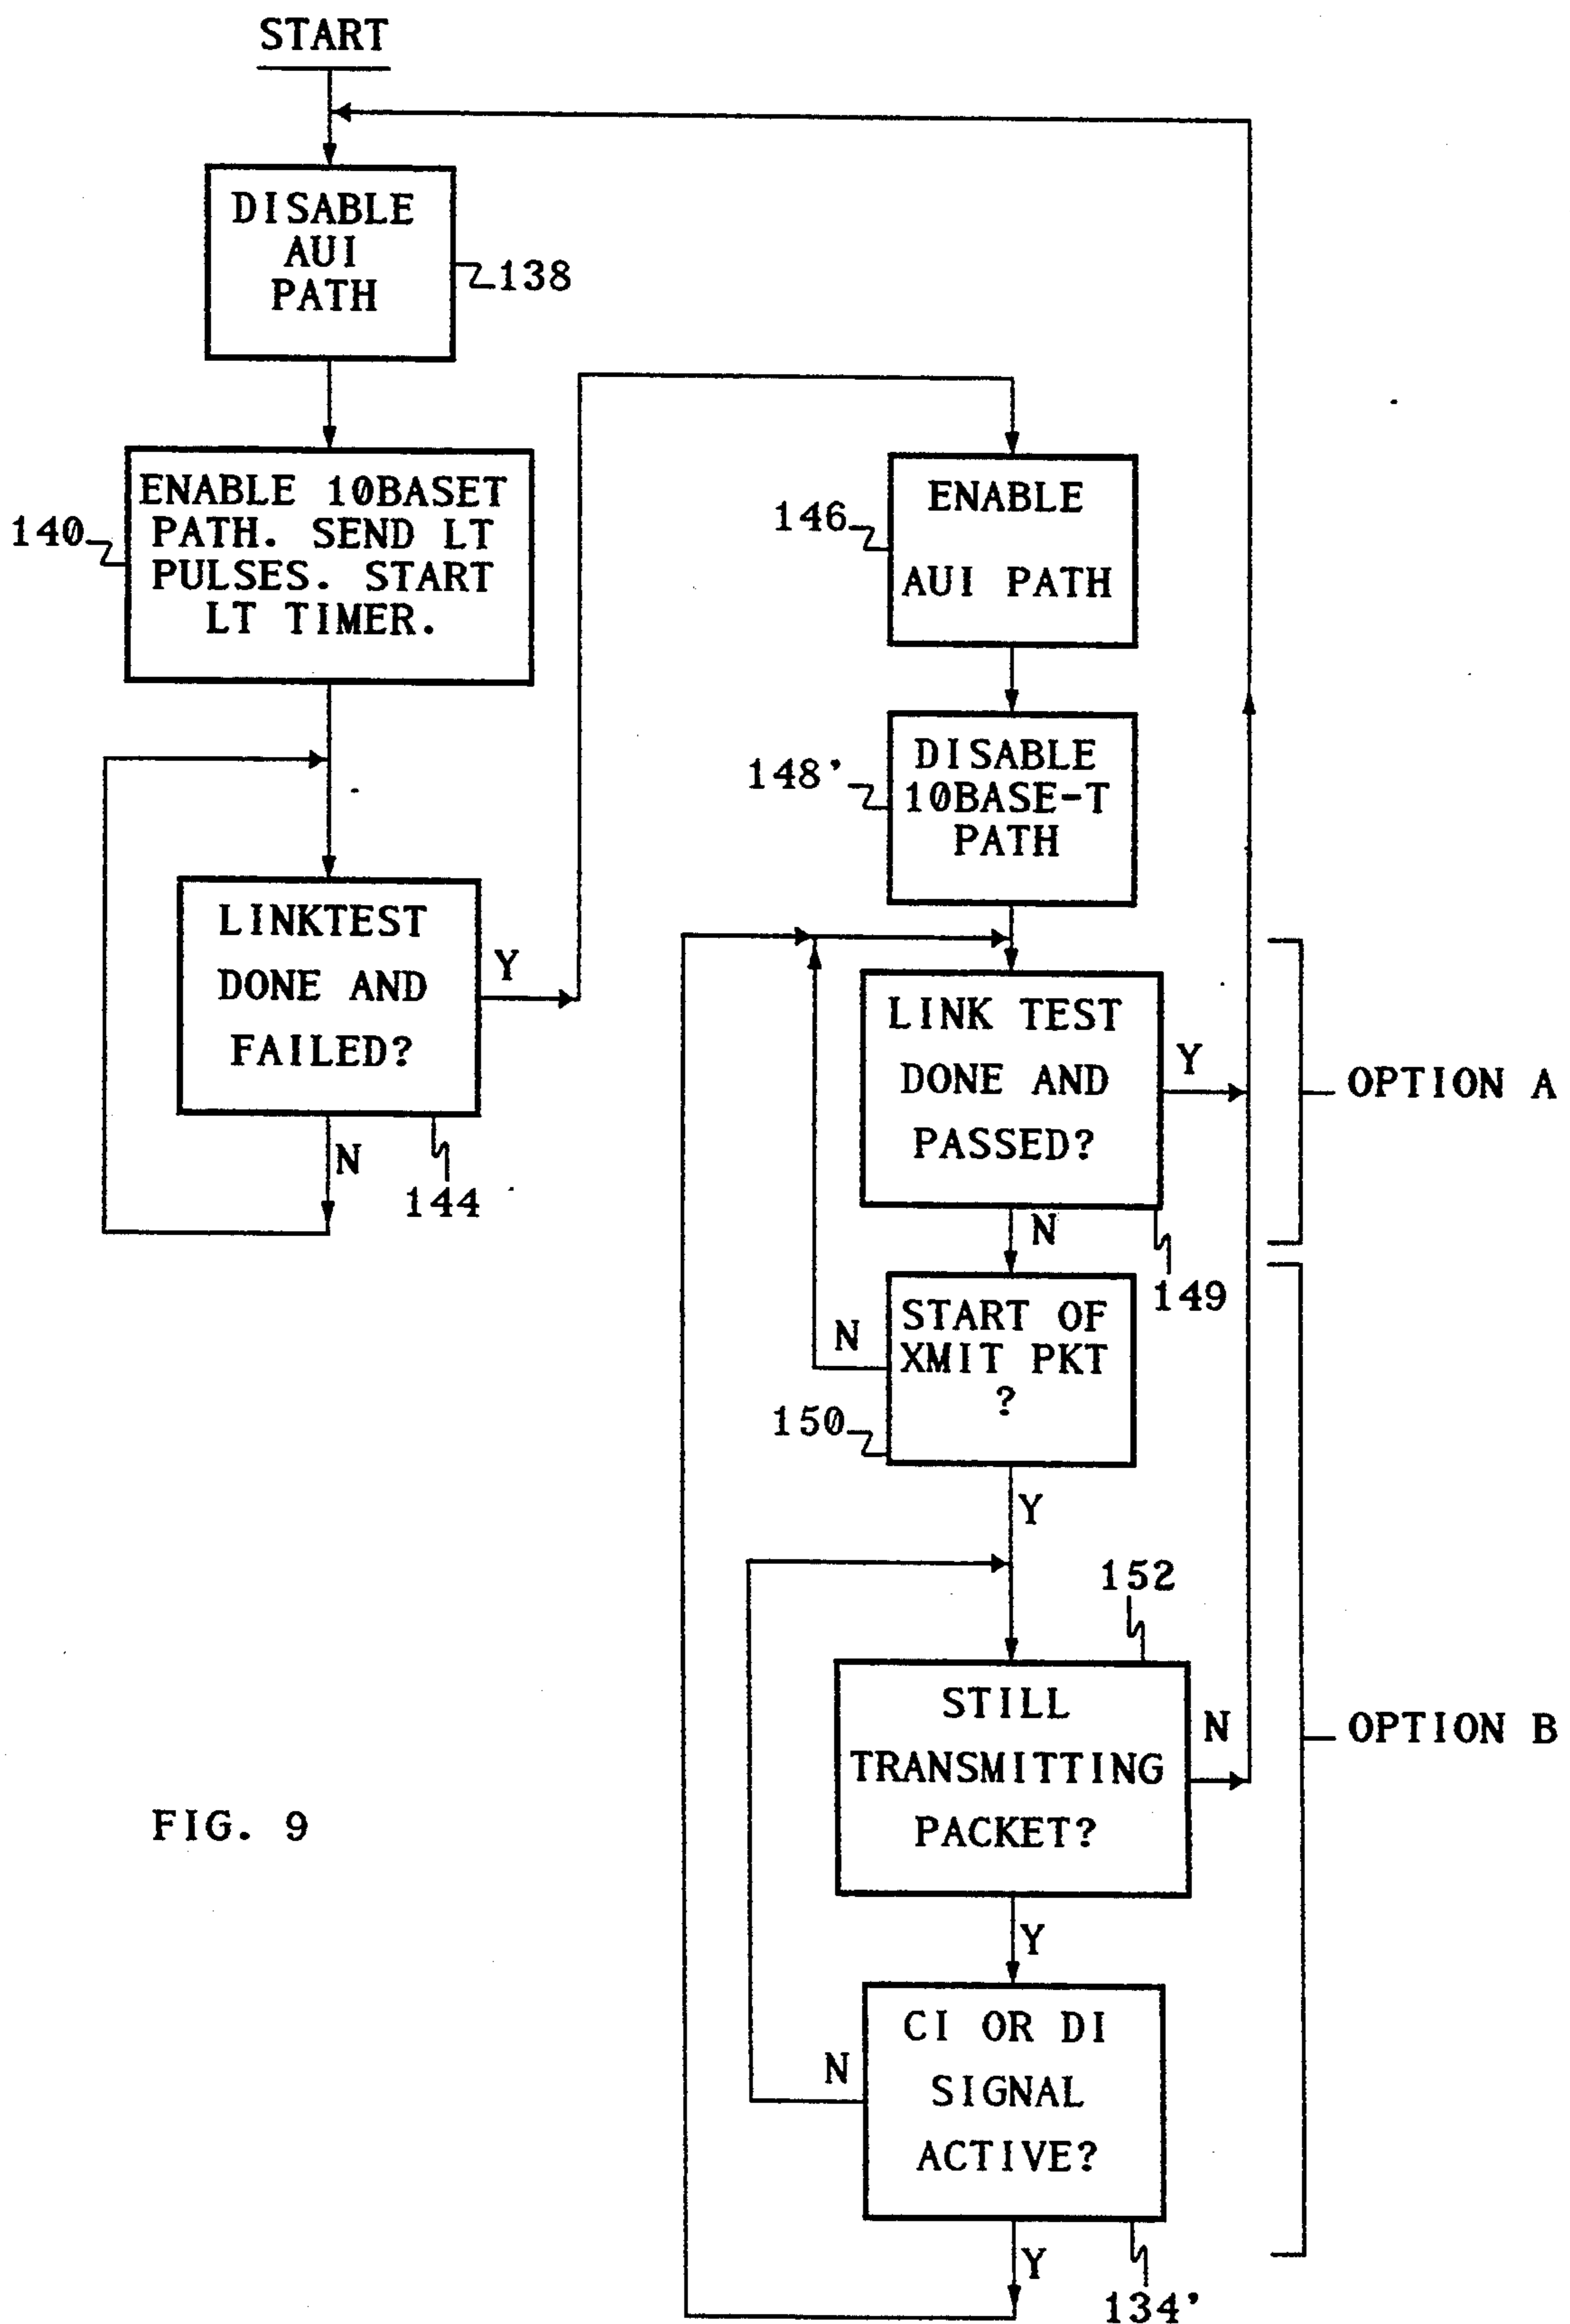 START
DISABLE
AUI
PATH
138
ENABLE 10BASET
PATH. SEND LT
PULSES. START
LT TIMER.
140
LINKTEST
DONE AND
FAILED?
Y
N
144
ENABLE
AUI PATH
146
DISABLE
10BASE-T
PATH
148'
LINK TEST
DONE AND
PASSED?
Y
N
149
OPTION A
START OF
XMIT PKT
?
N
150
Y
152
STILL
TRANSMITTING
PACKET?
N
Y
OPTION B
CI OR DI
SIGNAL
ACTIVE?
N
Y
134'
FIG. 9